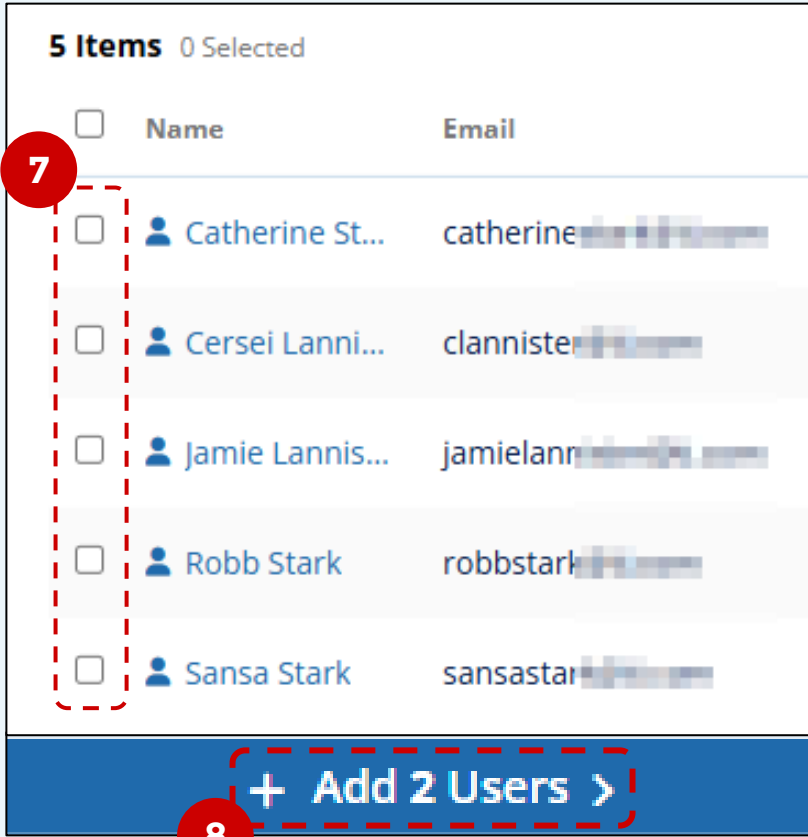 5 Items 0 Selected
Name Email
7
Catherine St... catherine
Cersei Lanni... clannister
Jamie Lannis... jamielann
Robb Stark robbstark
Sansa Stark sansastar
+ Add 2 Users >
8